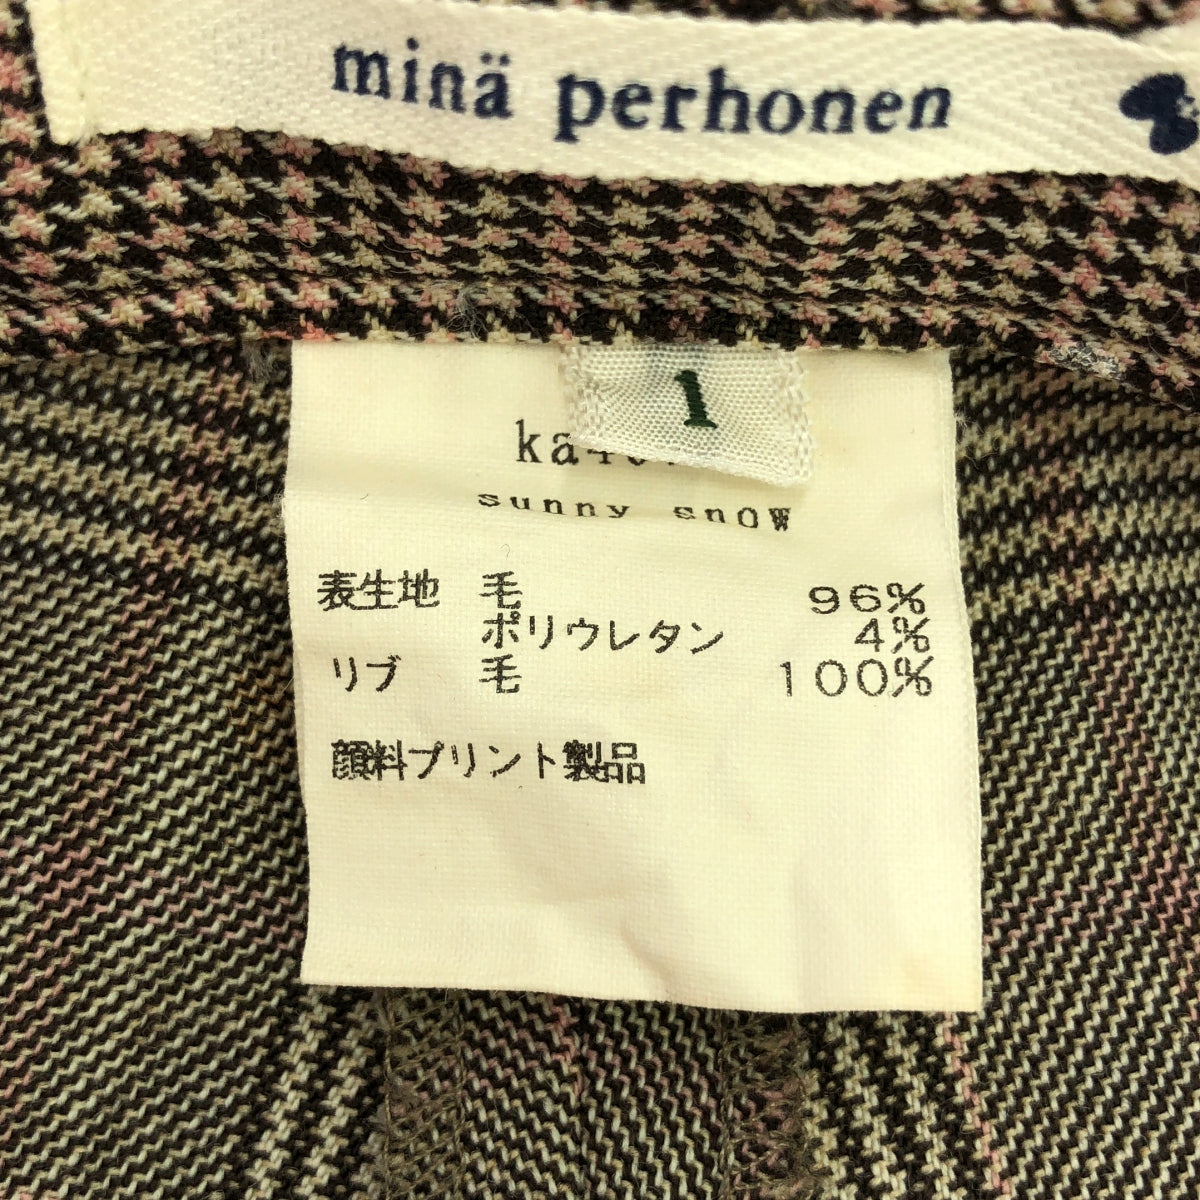 minä perhonen
1
sunny snow
表生地 毛 96%
ポリウレタン 4%
リブ 毛 100%
顔料プリント製品